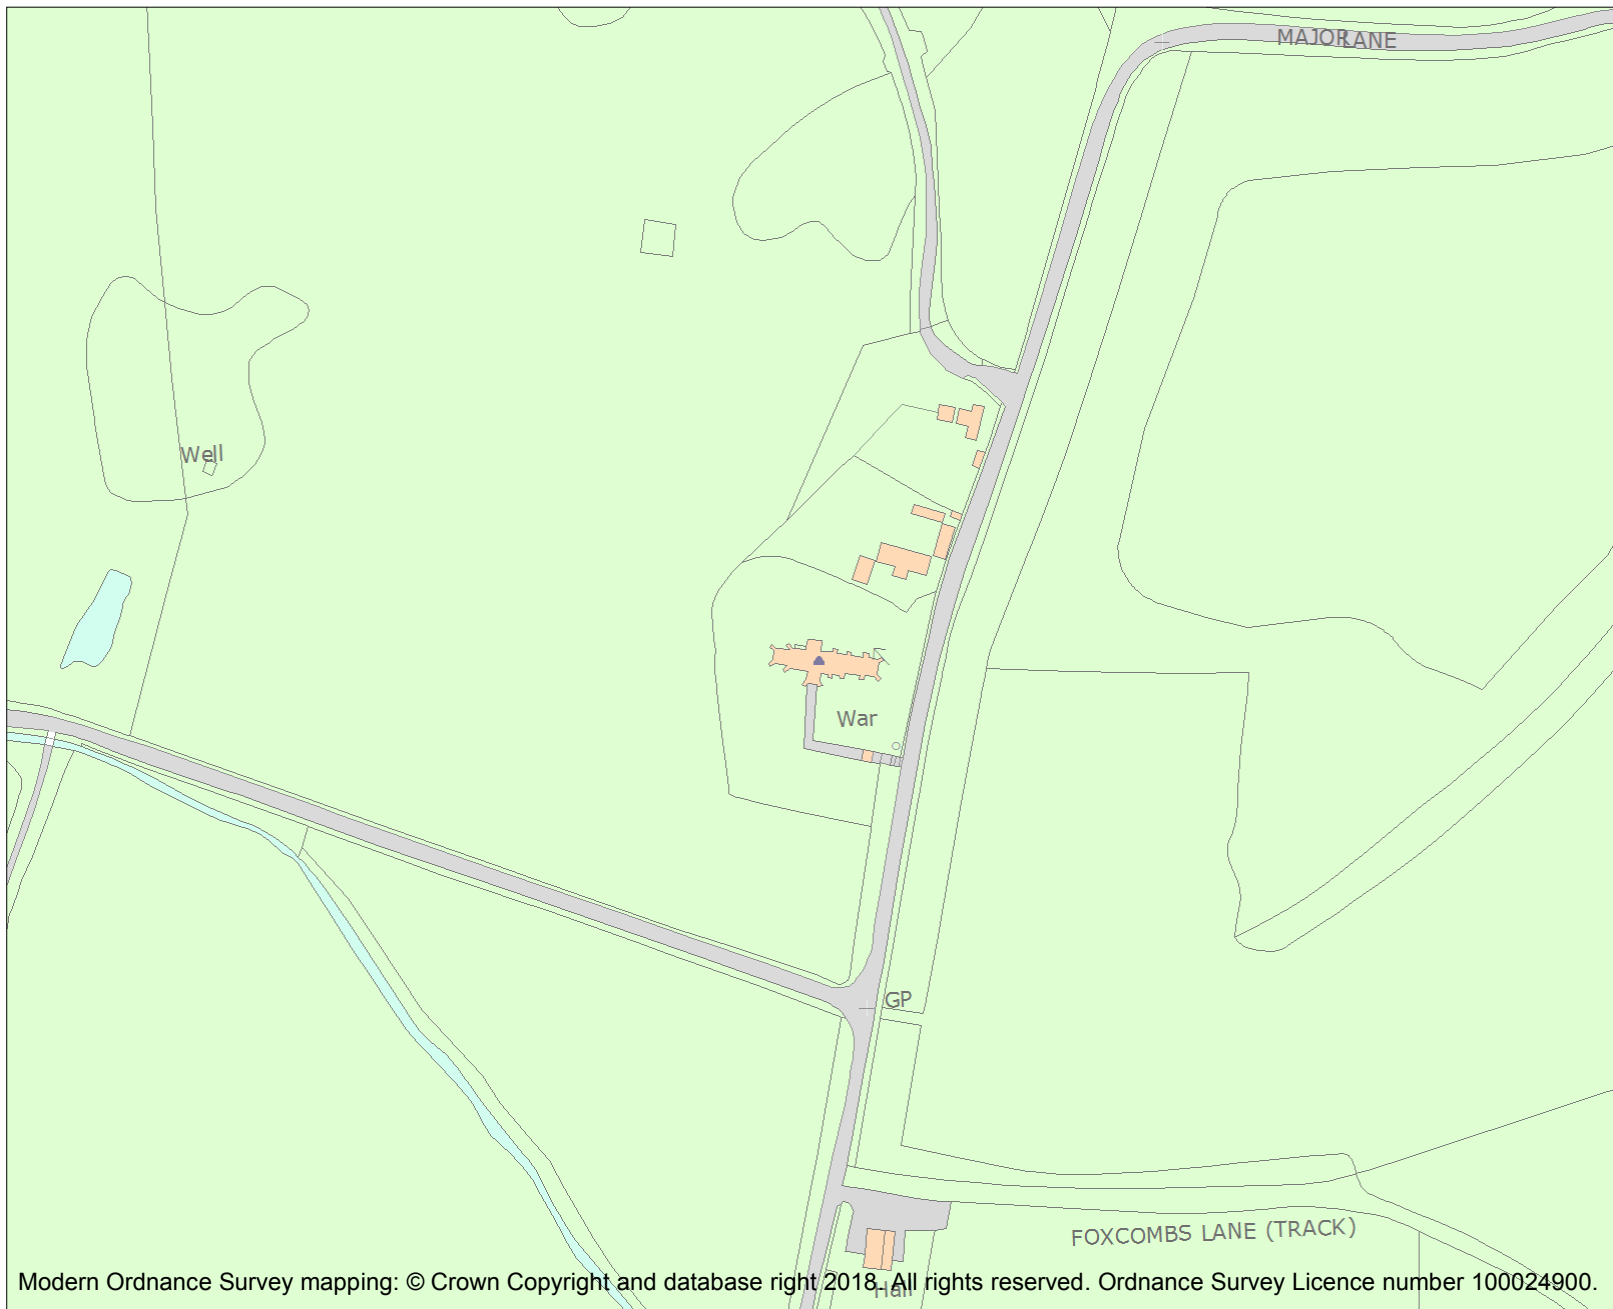 MAJOR LANE
Well
War
GP
FOXCOMBS LANE (TRACK)
Modern Ordnance Survey mapping: © Crown Copyright and database right 2018. All rights reserved. Ordnance Survey Licence number 100024900.
Hall